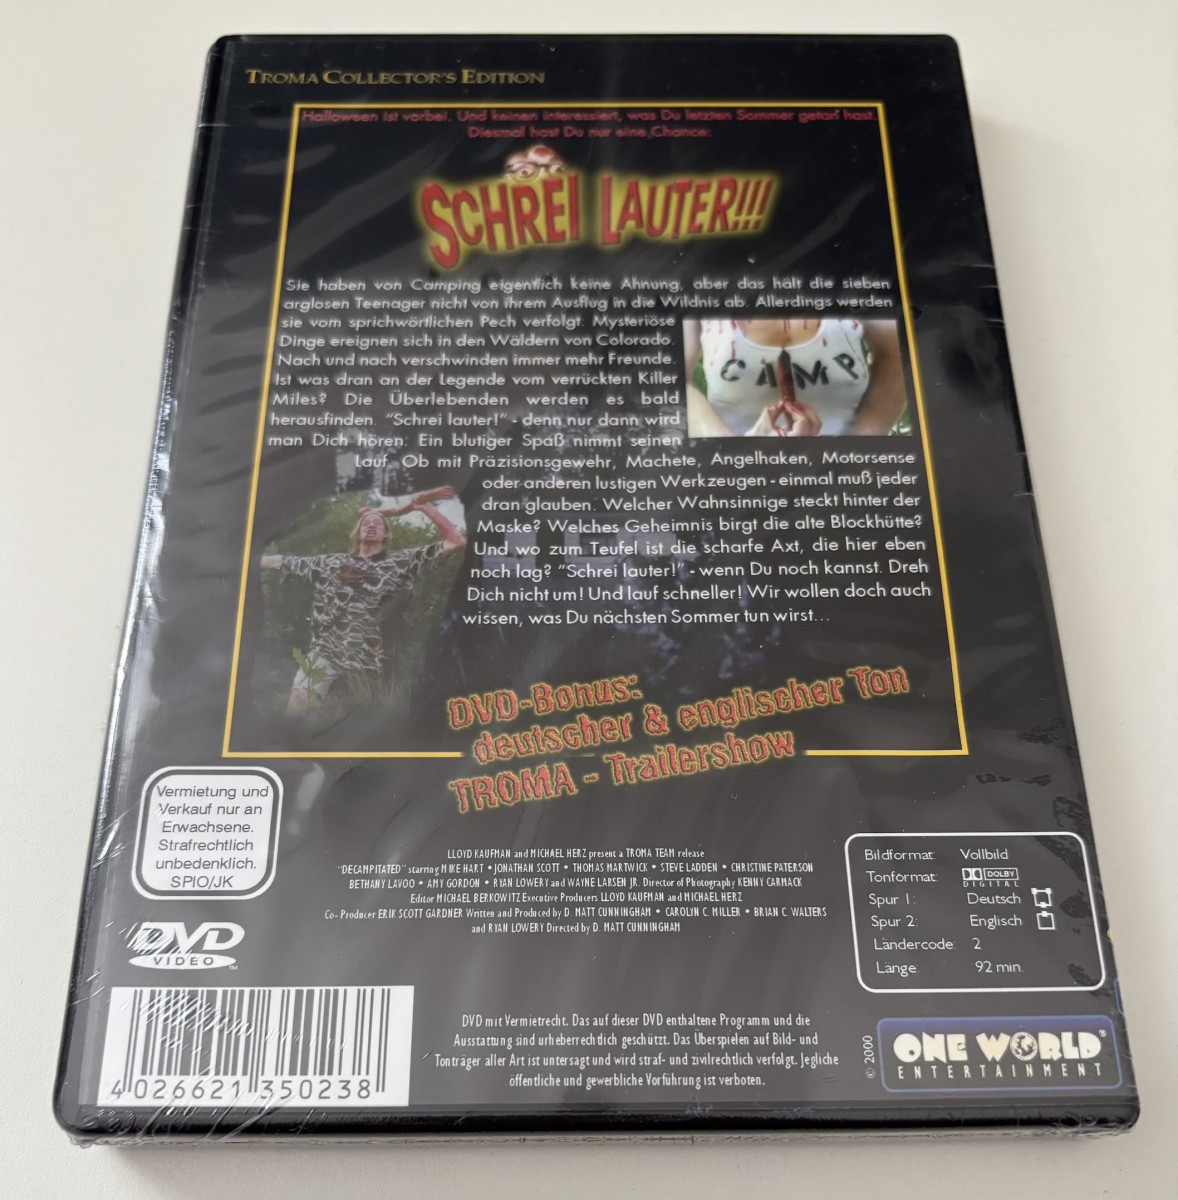 TROMA COLLECTOR'S EDITION
Halloween ist vorbei. Und keinen interessiert, was Du letzten Sommer getan hast.
Diesmal hast Du nur eine Chance:
SCHREI LAUTER!!!
Sie haben von Camping eigentlich keine Ahnung, aber das hält die sieben
arglosen Teenager nicht von ihrem Ausflug in die Wildnis ab. Allerdings werden
sie vom sprichwörtlichen Pech verfolgt: Mysteriöse
Dinge ereignen sich in den Wäldern von Colorado.
Nach und nach verschwinden immer mehr Freunde.
Ist was dran an der Legende vom verrückten Killer
Miles? Die Überlebenden werden es bald
herausfinden. "Schrei lauter!" - denn nur dann wird
man Dich hören. Ein blutiger Spaß nimmt seinen
Lauf. Ob mit Präzisionsgewehr, Machete, Angelhaken, Motorsense
oder anderen lustigen Werkzeugen - einmal muß jeder
dran glauben. Welcher Wahnsinnige steckt hinter der
Maske? Welches Geheimnis birgt die alte Blockhütte?
Und wo zum Teufel ist die scharfe Axt, die hier eben
noch lag? "Schrei lauter!" - wenn Du noch kannst. Dreh
Dich nicht um! Und lauf schneller! Wir wollen doch auch
wissen, was Du nächsten Sommer tun wirst...
CAMP
DVD-Bonus:
deutscher & englischer Ton
TROMA - Trailershow
Vermietung und
Verkauf nur an
Erwachsene.
Strafrechtlich
unbedenklich.
SPIO/JK
DVD
VIDEO
TM
LLOYD KAUFMAN and MICHAEL HERZ present a TROMA TEAM release
"DECAMPITATED" starring MIKE HART • JONATHAN SCOTT • THOMAS MARTWICK • STEVE LADDEN • CHRISTINE PATERSON
BETHANY LAVOO • AMY GORDON • RYAN LOWERY and WAYNE LARSEN JR. Director of Photography KENNY CARMACK
Editor MICHAEL BERKOWITZ Executive Producers LLOYD KAUFMAN and MICHAEL HERZ
Co-Producer ERIK SCOTT GARDNER Written and Produced by D. MATT CUNNINGHAM • CAROLYN C. MILLER • BRIAN C. WALTERS
and RYAN LOWERY Directed by D. MATT CUNNINGHAM
Bildformat: Vollbild
Tonformat: DOLBY
DIGITAL
Spur 1: Deutsch
Spur 2: Englisch
Ländercode: 2
Länge: 92 min.
4 026621 350238
DVD mit Vermietrecht. Das auf dieser DVD enthaltene Programm und die
Ausstattung sind urheberrechtlich geschützt. Das Überspielen auf Bild- und
Tonträger aller Art ist untersagt und wird straf- und zivilrechtlich verfolgt. Jegliche
öffentliche und gewerbliche Vorführung ist verboten.
© 2000
ONE WORLD®
ENTERTAINMENT